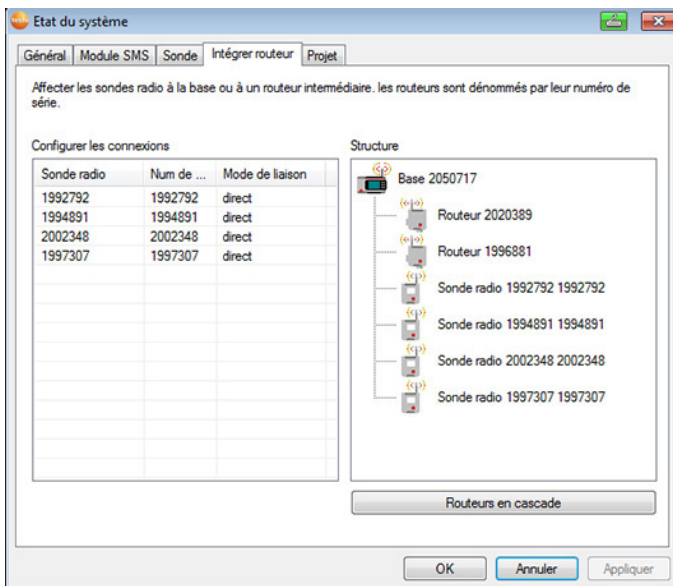 Etat du système
Général Module SMS Sonde Intégrer routeur Projet
Affecter les sondes radio à la base ou à un routeur intermédiaire. les routeurs sont dénommés par leur numéro de
série.
Configurer les connexions
Sonde radio Num de ... Mode de liaison
1992792 1992792 direct
1994891 1994891 direct
2002348 2002348 direct
1997307 1997307 direct
Structure
Base 2050717
Routeur 2020389
Routeur 1996881
Sonde radio 1992792 1992792
Sonde radio 1994891 1994891
Sonde radio 2002348 2002348
Sonde radio 1997307 1997307
Routeurs en cascade
OK Annuler Appliquer